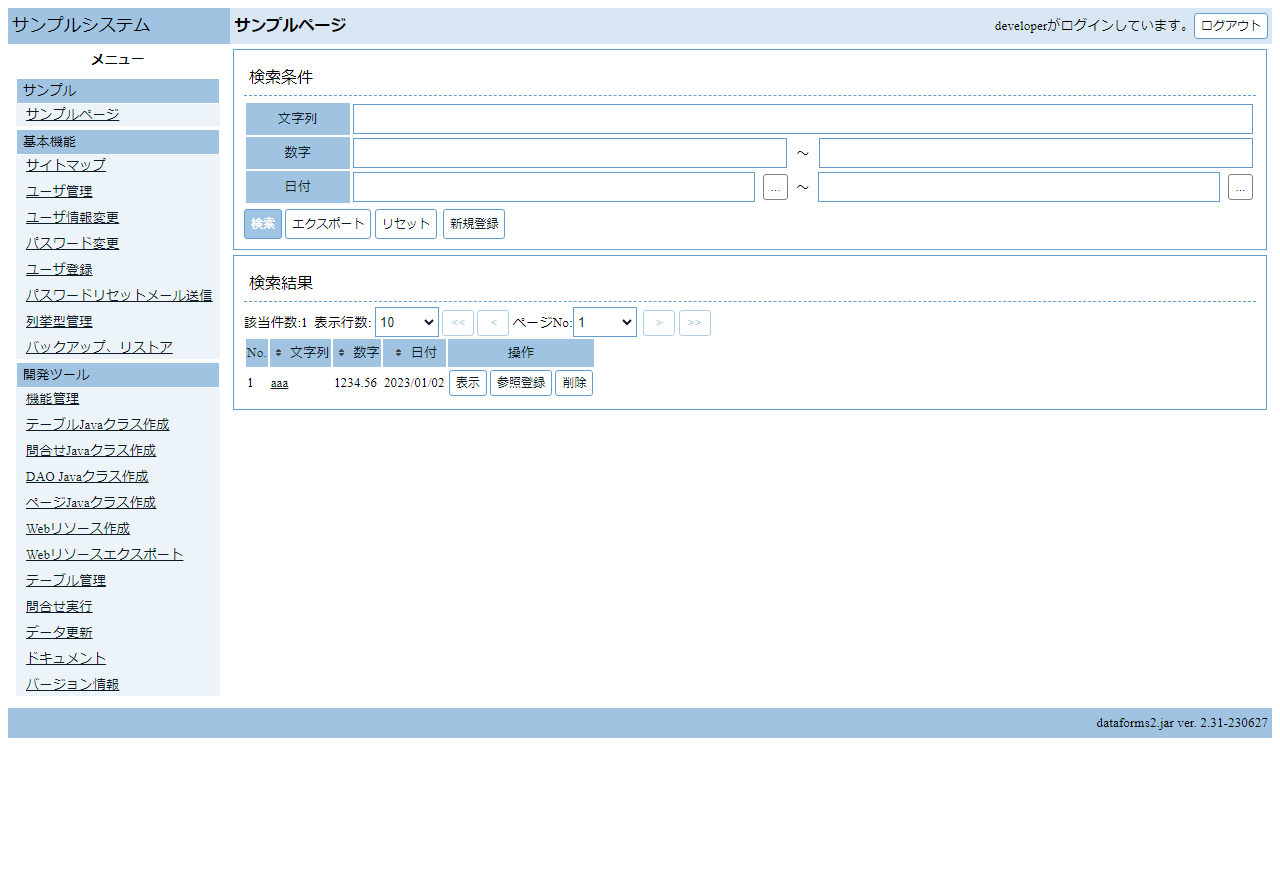 サンプルシステム
サンプルページ
developerがログインしています。 ログアウト
メニュー
サンプル
サンプルページ
基本機能
サイトマップ
ユーザ管理
ユーザ情報変更
パスワード変更
ユーザ登録
パスワードリセットメール送信
列挙型管理
バックアップ、リストア
開発ツール
機能管理
テーブルJavaクラス作成
問合せJavaクラス作成
DAO Javaクラス作成
ページJavaクラス作成
Webリソース作成
Webリソースエクスポート
テーブル管理
問合せ実行
データ更新
ドキュメント
バージョン情報
検索条件
文字列
数字 ～
日付 ... ～ ...
検索 エクスポート リセット 新規登録
検索結果
該当件数:1 表示行数: 10 << < ページNo: 1 > >>
No. 文字列 数字 日付 操作
1 aaa 1234.56 2023/01/02 表示 参照登録 削除
dataforms2.jar ver. 2.31-230627